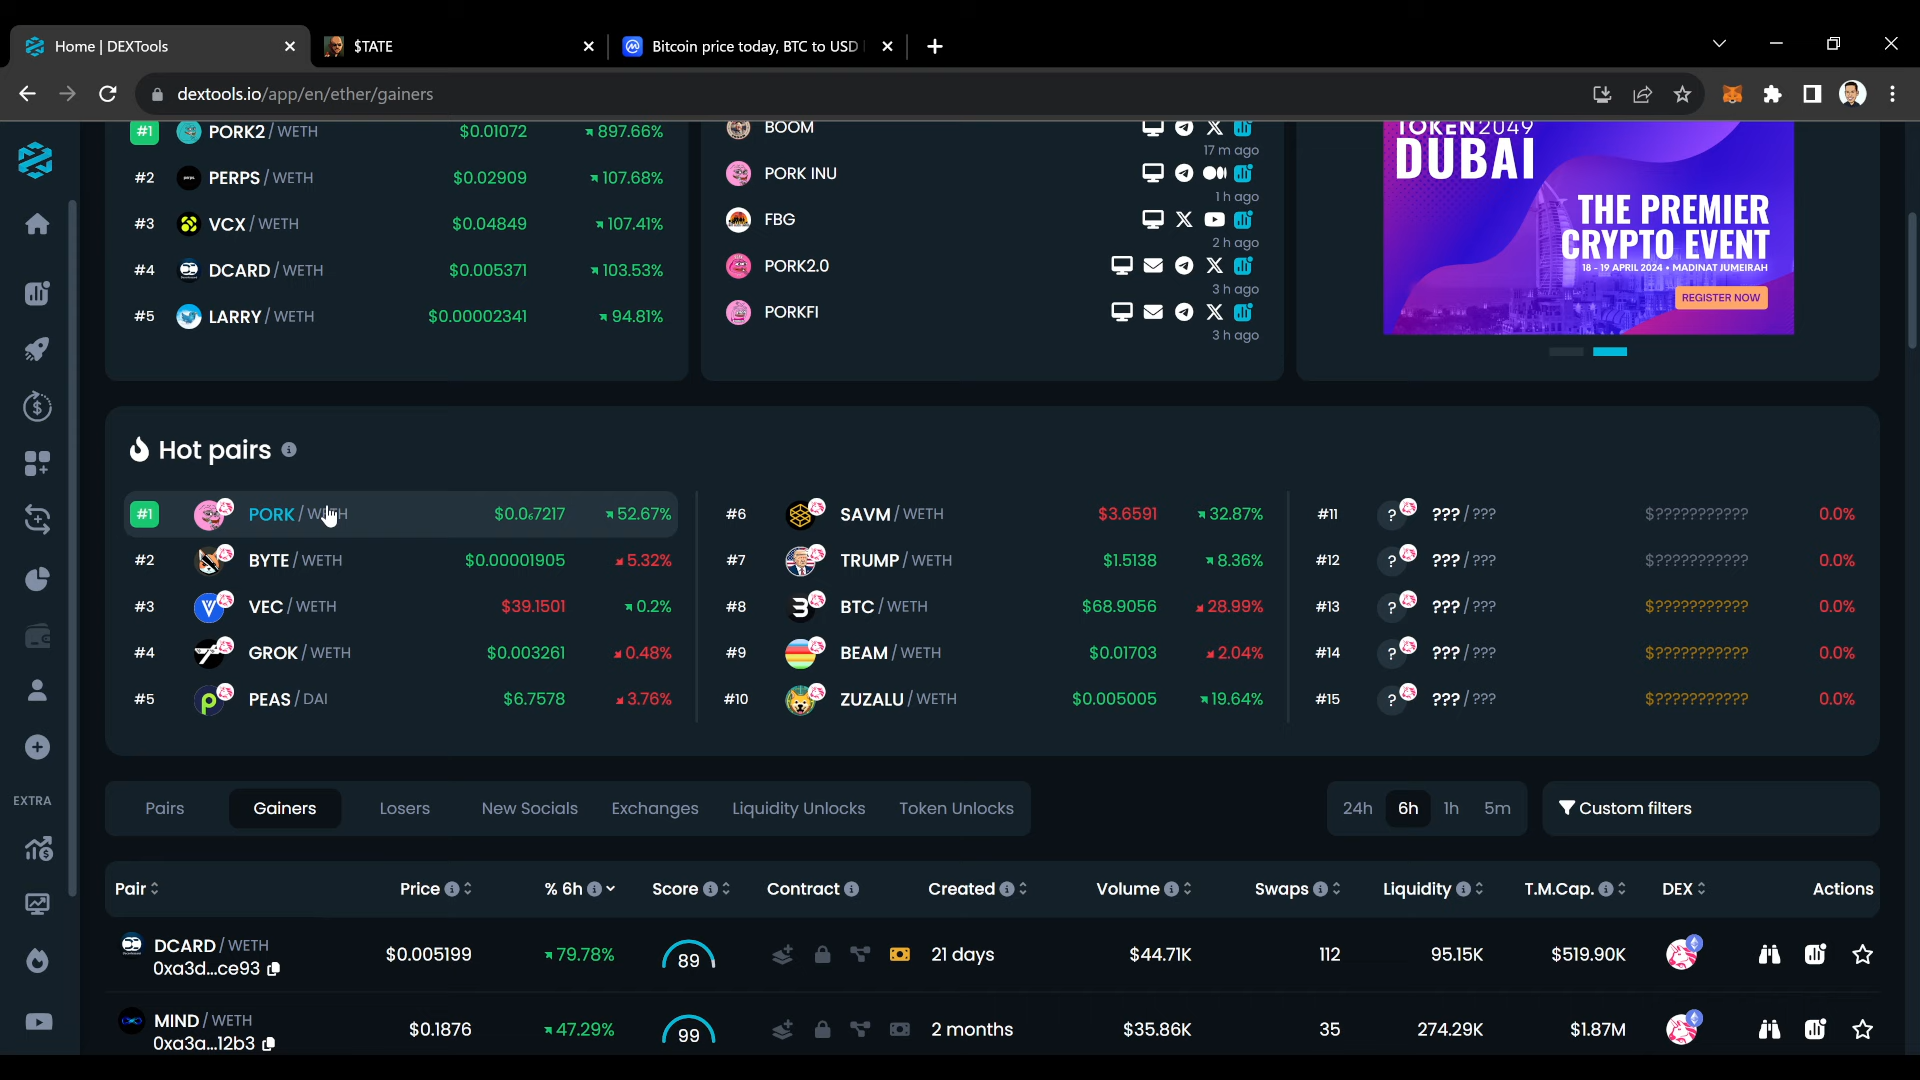 Home | DEXTools
$TATE
Bitcoin price today, BTC to USD
dextools.io/app/en/ether/gainers
#1 PORK2 / WETH $0.01072 897.66%
#2 PERPS / WETH $0.02909 107.68%
#3 VCX / WETH $0.04849 107.41%
#4 DCARD / WETH $0.005371 103.53%
#5 LARRY / WETH $0.00002341 94.81%
BOOM
17 m ago
PORK INU
1 h ago
FBG
2 h ago
PORK2.0
3 h ago
PORKFI
3 h ago
TOKEN2049
DUBAI
THE PREMIER
CRYPTO EVENT
18 - 19 APRIL 2024 • MADINAT JUMEIRAH
REGISTER NOW
Hot pairs
#1 PORK / WETH $0.0₆7217 52.67%
#2 BYTE / WETH $0.00001905 5.32%
#3 VEC / WETH $39.1501 0.2%
#4 GROK / WETH $0.003261 0.48%
#5 PEAS / DAI $6.7578 3.76%
#6 SAVM / WETH $3.6591 32.87%
#7 TRUMP / WETH $1.5138 8.36%
#8 BTC / WETH $68.9056 28.99%
#9 BEAM / WETH $0.01703 2.04%
#10 ZUZALU / WETH $0.005005 19.64%
#11 ? ??? / ??? $??????????? 0.0%
#12 ? ??? / ??? $??????????? 0.0%
#13 ? ??? / ??? $??????????? 0.0%
#14 ? ??? / ??? $??????????? 0.0%
#15 ? ??? / ??? $??????????? 0.0%
EXTRA
Pairs Gainers Losers New Socials Exchanges Liquidity Unlocks Token Unlocks
24h 6h 1h 5m
Custom filters
Pair Price % 6h Score Contract Created Volume Swaps Liquidity T.M.Cap. DEX Actions
DCARD / WETH $0.005199 79.78% 89 21 days $44.71K 112 95.15K $519.90K
0xa3d...ce93
MIND / WETH $0.1876 47.29% 99 2 months $35.86K 35 274.29K $1.87M
0xa3a...12b3